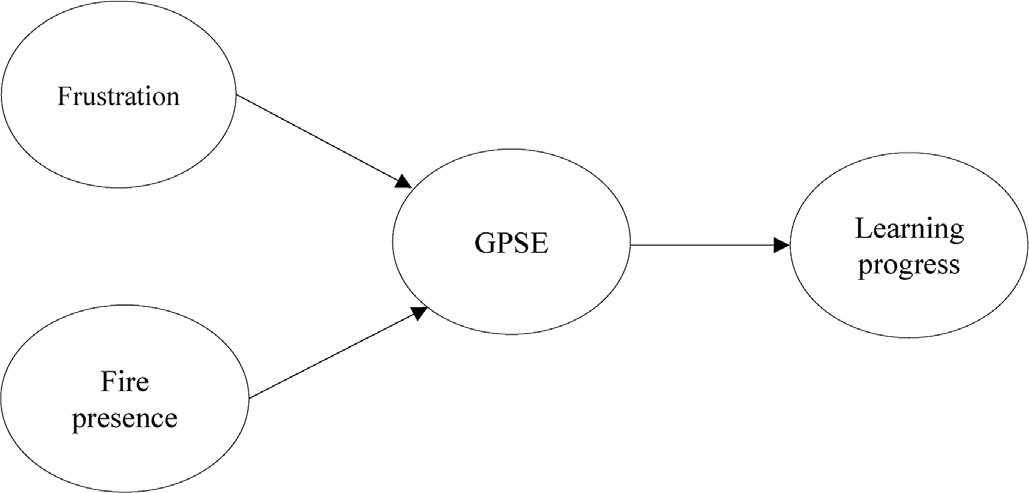 Frustration
GPSE
Learning
progress
Fire
presence